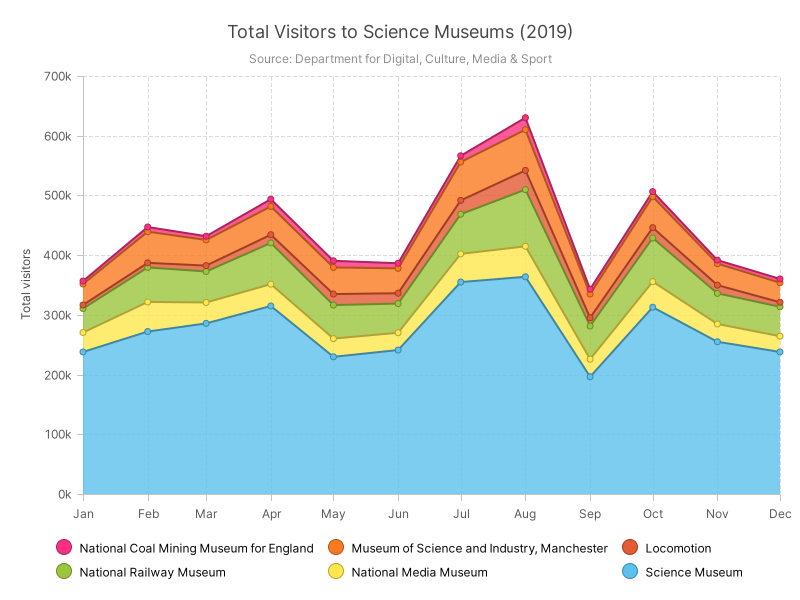 Total Visitors to Science Museums (2019)
Source: Department for Digital, Culture, Media & Sport
Total visitors
700k
600k
500k
400k
300k
200k
100k
0k
Jan Feb Mar Apr May Jun Jul Aug Sep Oct Nov Dec
National Coal Mining Museum for England Museum of Science and Industry, Manchester Locomotion
National Railway Museum National Media Museum Science Museum